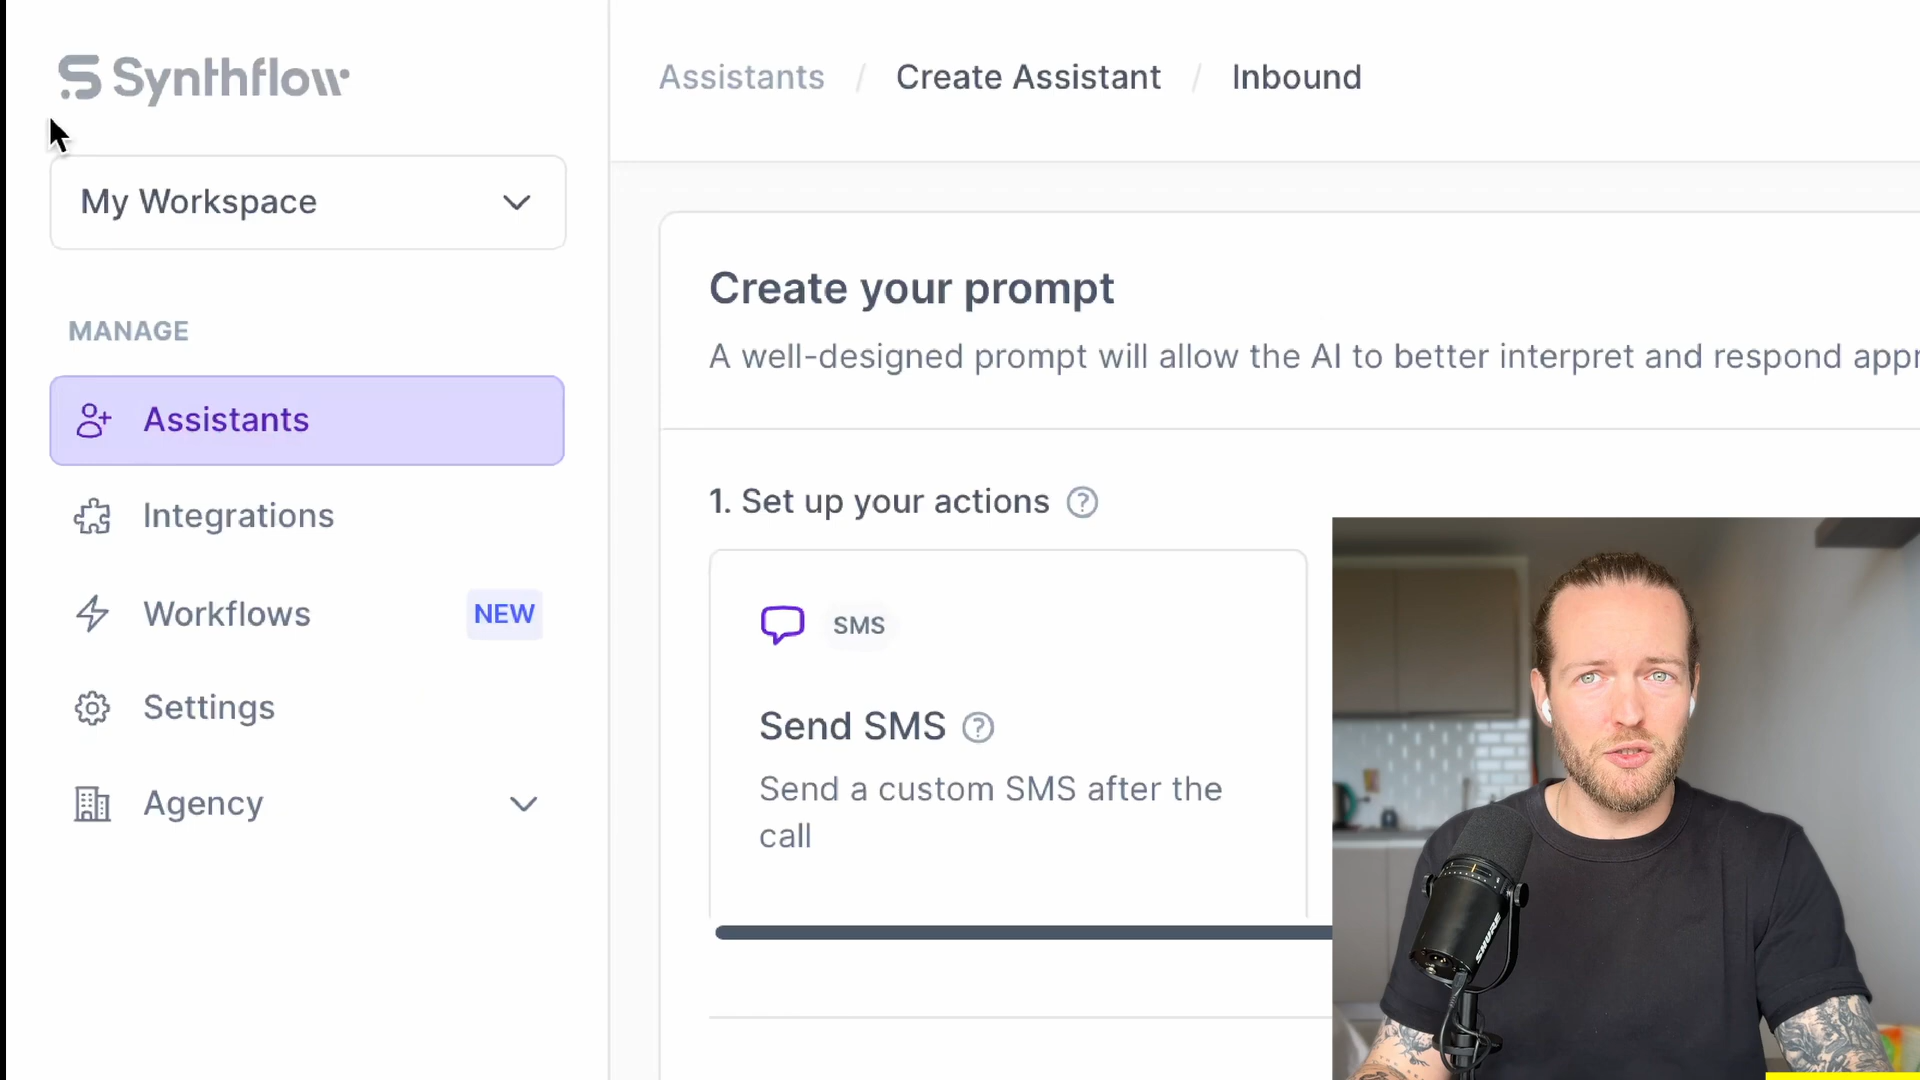 Synthflow
My Workspace
MANAGE
Assistants
Integrations
Workflows NEW
Settings
Agency
Assistants / Create Assistant / Inbound
Create your prompt
A well-designed prompt will allow the AI to better interpret and respond
1. Set up your actions
SMS
Send SMS
Send a custom SMS after the
call
SHURE